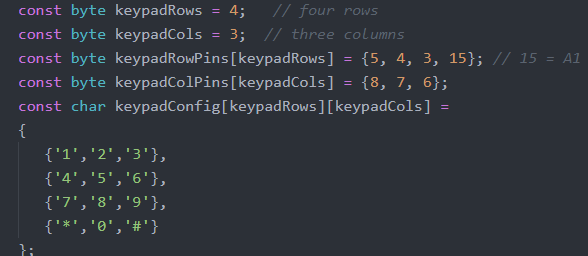 const byte keypadRows = 4;   // four rows
const byte keypadCols = 3;  // three columns
const byte keypadRowPins[keypadRows] = {5, 4, 3, 15}; // 15 = A1
const byte keypadColPins[keypadCols] = {8, 7, 6};
const char keypadConfig[keypadRows][keypadCols] =
{
   {'1','2','3'},
   {'4','5','6'},
   {'7','8','9'},
   {'*','0','#'}
};